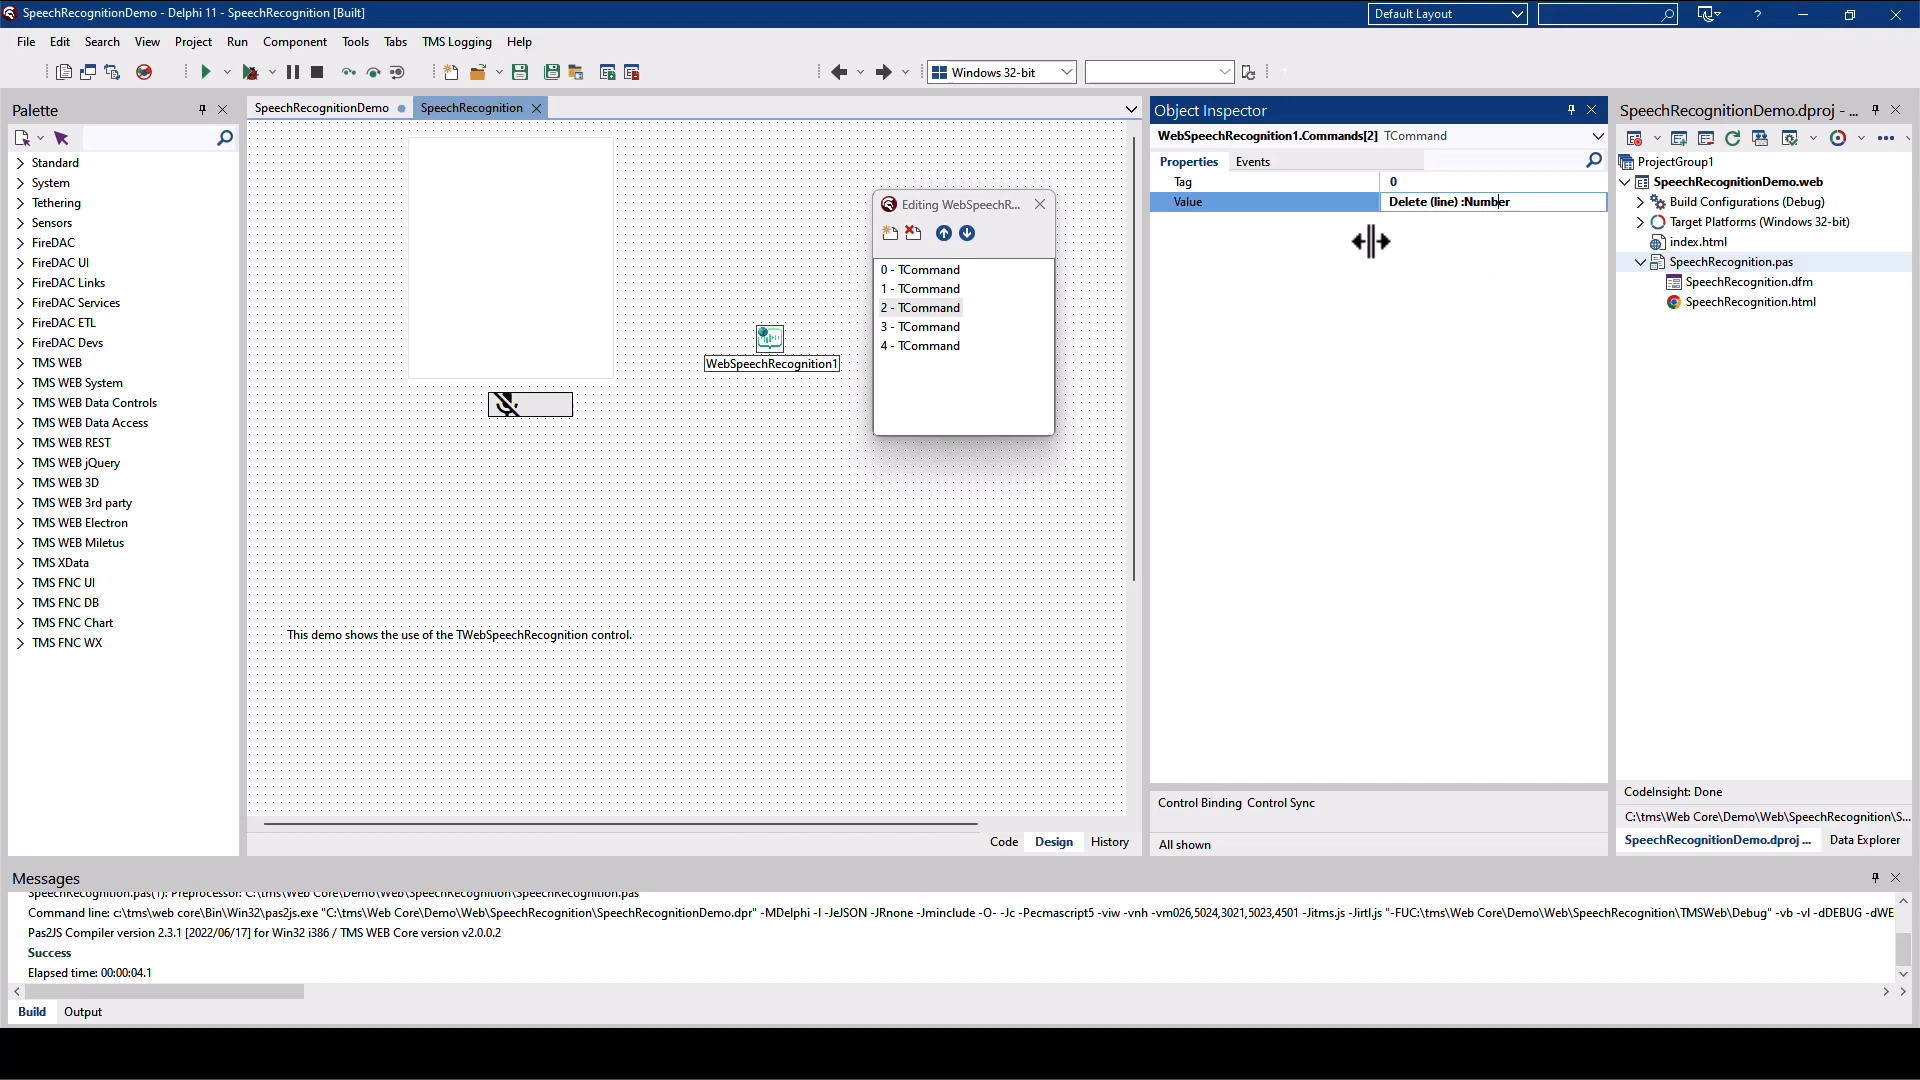 SpeechRecognitionDemo - Delphi 11 - SpeechRecognition [Built]
Default Layout
?
File Edit Search View Project Run Component Tools Tabs TMS Logging Help
Windows 32-bit
Palette
Standard
System
Tethering
Sensors
FireDAC
FireDAC UI
FireDAC Links
FireDAC Services
FireDAC ETL
FireDAC Devs
TMS WEB
TMS WEB System
TMS WEB Data Controls
TMS WEB Data Access
TMS WEB REST
TMS WEB jQuery
TMS WEB 3D
TMS WEB 3rd party
TMS WEB Electron
TMS WEB Miletus
TMS XData
TMS FNC UI
TMS FNC DB
TMS FNC Chart
TMS FNC WX
SpeechRecognitionDemo SpeechRecognition
WebSpeechRecognition1
This demo shows the use of the TWebSpeechRecognition control.
Editing WebSpeechR...
0 - TCommand
1 - TCommand
2 - TCommand
3 - TCommand
4 - TCommand
Code Design History
Object Inspector
WebSpeechRecognition1.Commands[2] TCommand
Properties Events
Tag 0
Value Delete (line) :Number
Control Binding Control Sync
All shown
SpeechRecognitionDemo.dproj - ...
ProjectGroup1
SpeechRecognitionDemo.web
Build Configurations (Debug)
Target Platforms (Windows 32-bit)
index.html
SpeechRecognition.pas
SpeechRecognition.dfm
SpeechRecognition.html
CodeInsight: Done
C:\tms\Web Core\Demo\Web\SpeechRecognition\S...
SpeechRecognitionDemo.dproj ... Data Explorer
Messages
SpeechRecognition.pas(1): Preprocessor: C:\tms\Web Core\Demo\Web\SpeechRecognition\SpeechRecognition.pas
Command line: c:\tms\web core\Bin\Win32\pas2js.exe "C:\tms\Web Core\Demo\Web\SpeechRecognition\SpeechRecognitionDemo.dpr" -MDelphi -I -JeJSON -JRnone -Jminclude -O- -Jc -Pecmascript5 -viw -vnh -vm026,5024,3021,5023,4501 -Jitms.js -Jirtl.js "-FUC:\tms\Web Core\Demo\Web\SpeechRecognition\TMSWeb\Debug" -vb -vl -dDEBUG -dWE
Pas2JS Compiler version 2.3.1 [2022/06/17] for Win32 i386 / TMS WEB Core version v2.0.0.2
Success
Elapsed time: 00:00:04.1
Build Output